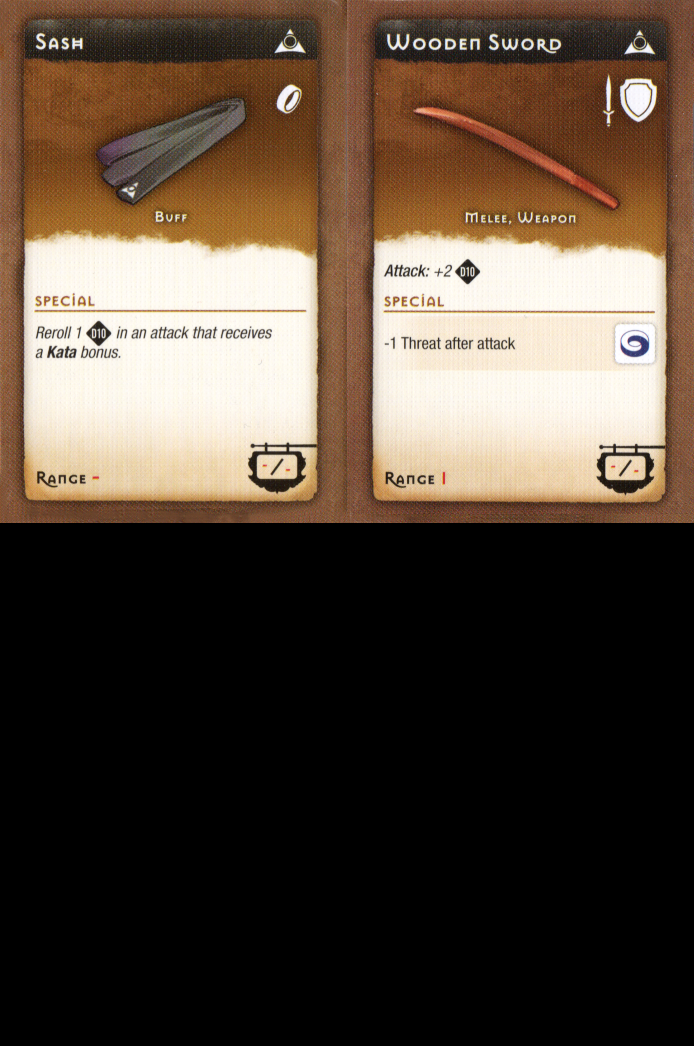 Sash
Buff
SPECIAL
Reroll 1 D10 in an attack that receives
a Kata bonus.
Range -
- / -
Wooden Sword
Melee, Weapon
Attack: +2 D10
SPECIAL
-1 Threat after attack
Range 1
- / -